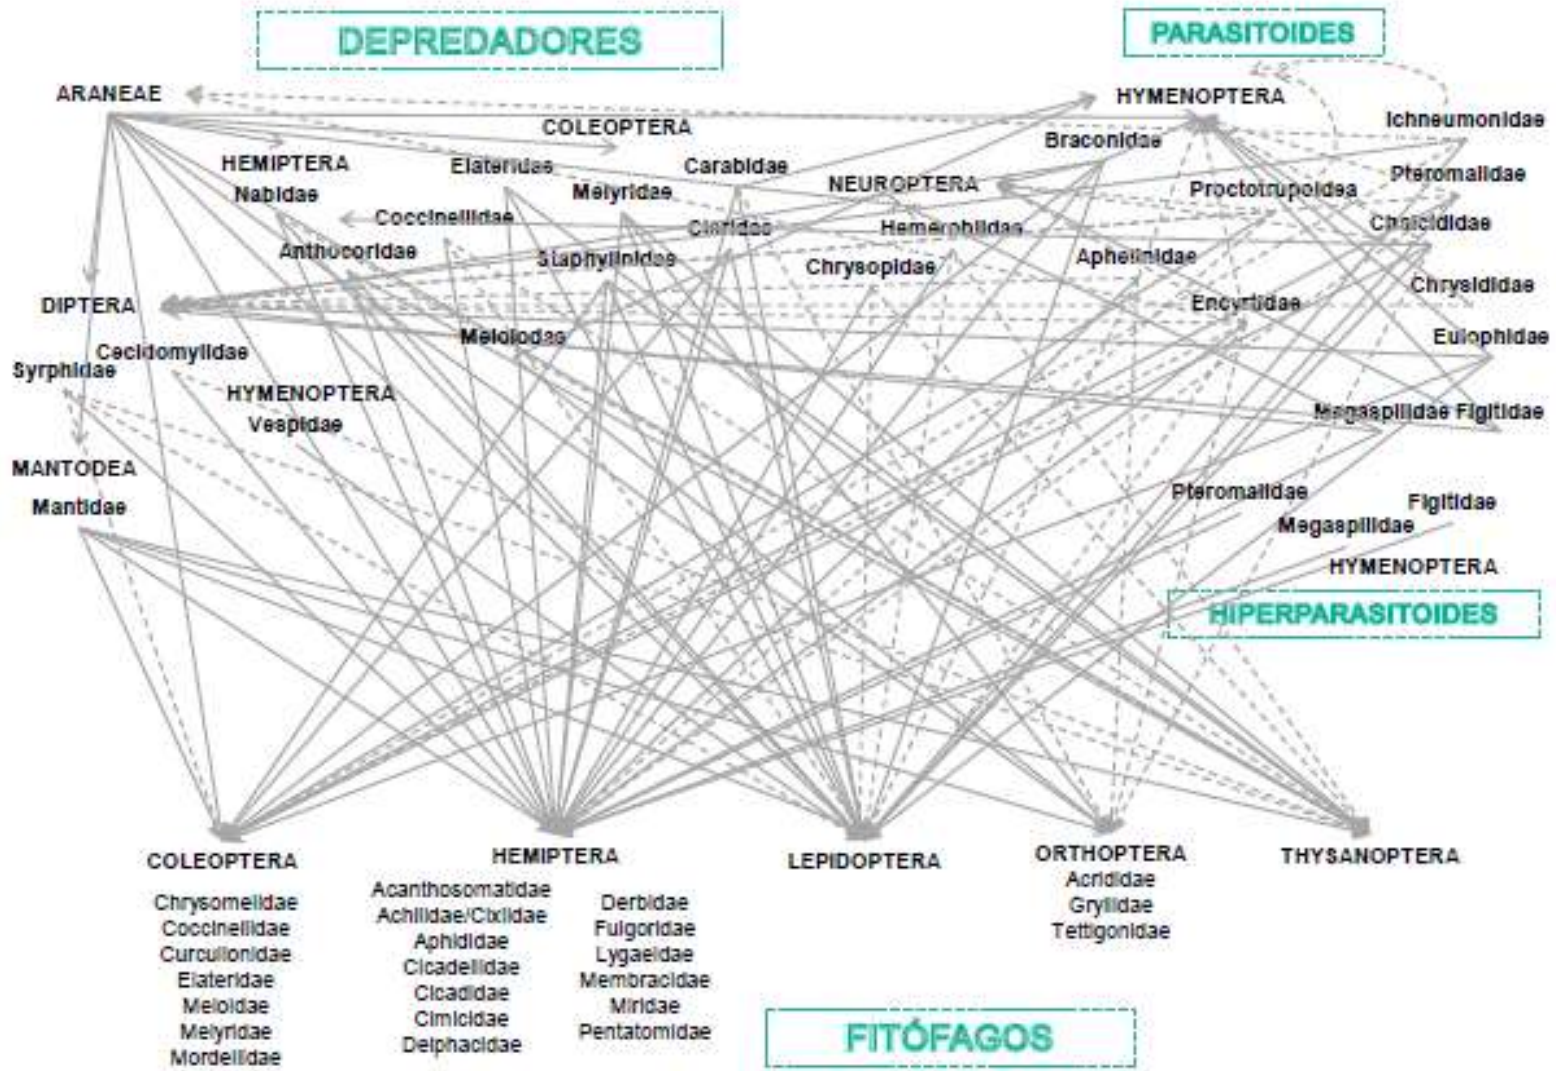 DEPREDADORES
PARASITOIDES
ARANEAE
HYMENOPTERA
Ichneumonidae
COLEOPTERA
Braconidae
HEMIPTERA
Elateridae
Carabidae
Pteromalidae
Nabidae
Melyridae
NEUROPTERA
Proctotrupoidea
Coccinellidae
Cleridae
Hemerobiidae
Chalcididae
Anthocoridae
Staphylinidae
Chrysopidae
Aphelinidae
Chrysididae
DIPTERA
Encyrtidae
Meloiodae
Eulophidae
Cecidomyiidae
Syrphidae
HYMENOPTERA
Vespidae
Megaspilidae Figitidae
MANTODEA
Mantidae
Pteromalidae
Figitidae
Megaspilidae
HYMENOPTERA
HIPERPARASITOIDES
COLEOPTERA
Chrysomelidae
Coccinellidae
Curculionidae
Elateridae
Meloidae
Melyridae
Mordellidae
HEMIPTERA
Acanthosomatidae
Achilidae/Cixiidae
Aphididae
Cicadellidae
Cicadidae
Cimicidae
Delphacidae
Derbidae
Fulgoridae
Lygaeidae
Membracidae
Miridae
Pentatomidae
LEPIDOPTERA
ORTHOPTERA
Acrididae
Gryllidae
Tettigonidae
THYSANOPTERA
FITÓFAGOS